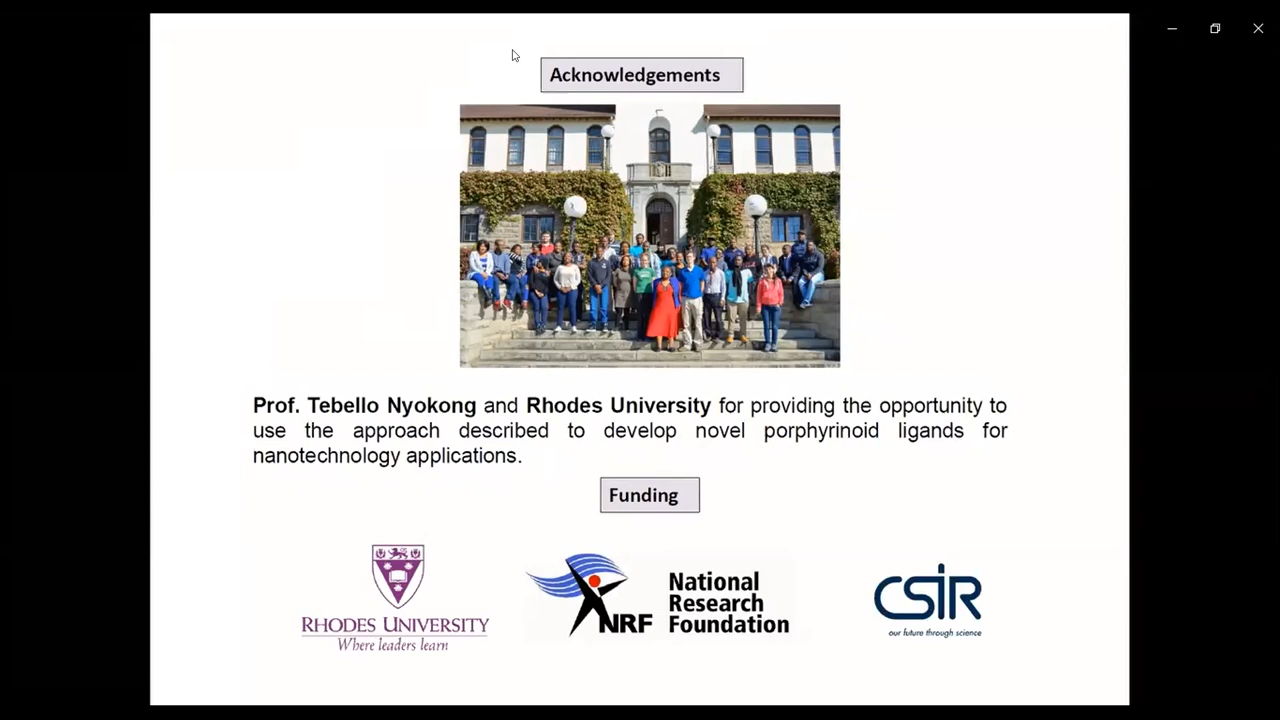 Acknowledgements
Prof. Tebello Nyokong and Rhodes University for providing the opportunity to
use the approach described to develop novel porphyrinoid ligands for
nanotechnology applications.
Funding
RHODES UNIVERSITY
Where leaders learn
NRF
National
Research
Foundation
CSIR
our future through science